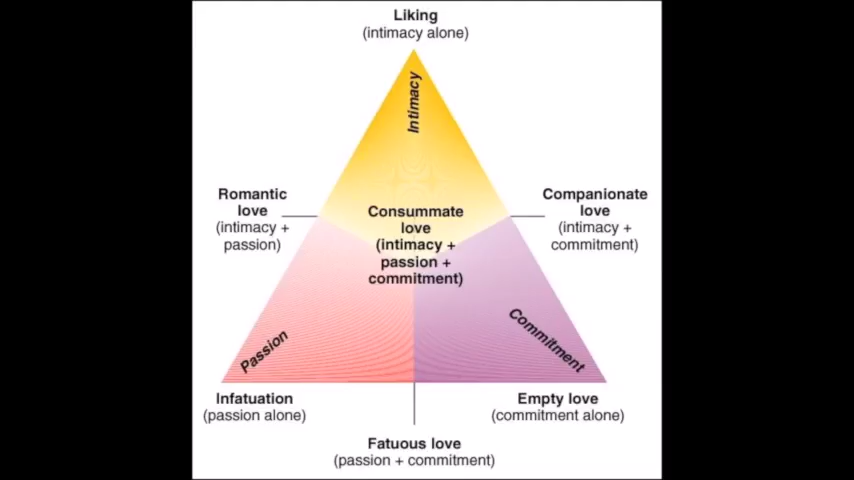 Liking
(intimacy alone)
Intimacy
Romantic
love
(intimacy +
passion)
Consummate
love
(intimacy +
passion +
commitment)
Companionate
love
(intimacy +
commitment)
Passion
Commitment
Infatuation
(passion alone)
Empty love
(commitment alone)
Fatuous love
(passion + commitment)